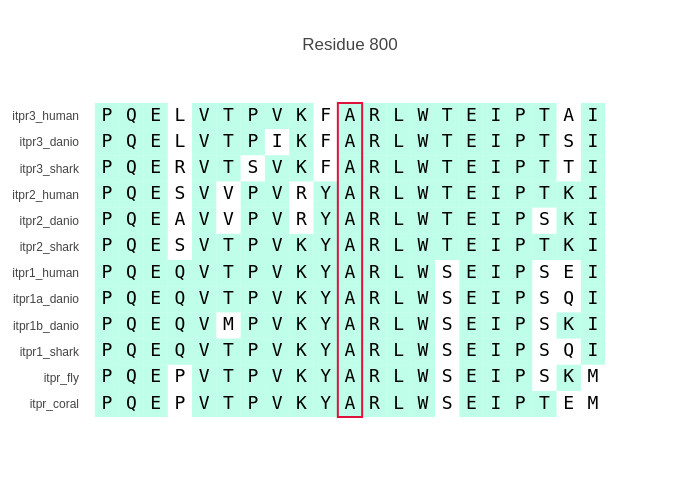 Residue 800
itpr3_human P Q E L V T P V K F A R L W T E I P T A I
itpr3_danio P Q E L V T P I K F A R L W T E I P T S I
itpr3_shark P Q E R V T S V K F A R L W T E I P T T I
itpr2_human P Q E S V V P V R Y A R L W T E I P T K I
itpr2_danio P Q E A V V P V R Y A R L W T E I P S K I
itpr2_shark P Q E S V T P V K Y A R L W T E I P T K I
itpr1_human P Q E Q V T P V K Y A R L W S E I P S E I
itpr1a_danio P Q E Q V T P V K Y A R L W S E I P S Q I
itpr1b_danio P Q E Q V M P V K Y A R L W S E I P S K I
itpr1_shark P Q E Q V T P V K Y A R L W S E I P S Q I
itpr_fly P Q E P V T P V K Y A R L W S E I P S K M
itpr_coral P Q E P V T P V K Y A R L W S E I P T E M